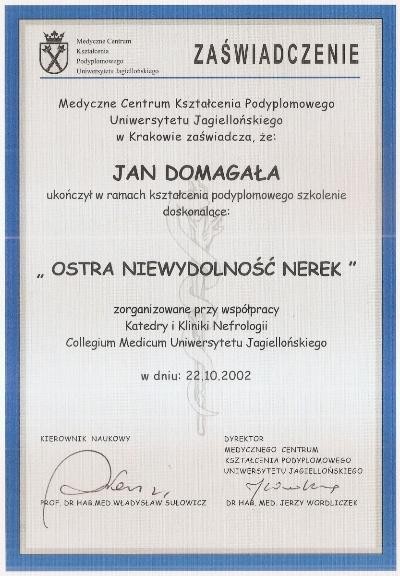 Medyczne Centrum
Kształcenia
Podyplomowego
Uniwersytetu Jagiellońskiego
ZAŚWIADCZENIE
Medyczne Centrum Kształcenia Podyplomowego
Uniwersytetu Jagiellońskiego
w Krakowie zaświadcza, że:
JAN DOMAGAŁA
ukończył w ramach kształcenia podyplomowego szkolenie
doskonalące:
„ OSTRA NIEWYDOLNOŚĆ NEREK ”
zorganizowane przy współpracy
Katedry i Kliniki Nefrologii
Collegium Medicum Uniwersytetu Jagiellońskiego
w dniu: 22.10.2002
KIEROWNIK NAUKOWY
PROF. DR HAB.MED.WŁADYSŁAW SUŁOWICZ
DYREKTOR
MEDYCZNEGO CENTRUM
KSZTAŁCENIA PODYPLOMOWEGO
UNIWERSYTETU JAGIELLOŃSKIEGO
DR HAB. MED. JERZY WORDLICZEK